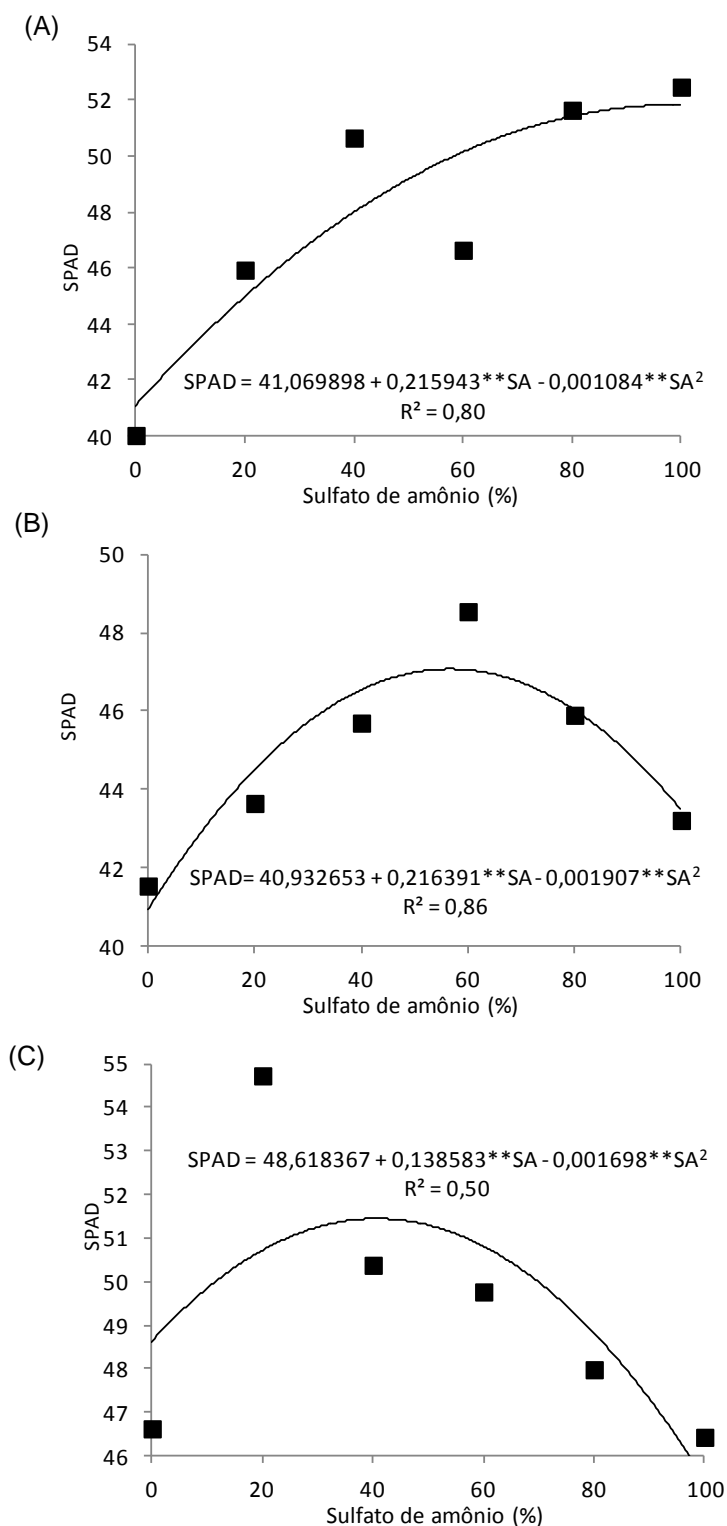 (A)
54
52
50
48
46
44
42
40
SPAD
SPAD = 41,069898 + 0,215943**SA - 0,001084**SA²
R² = 0,80
0 20 40 60 80 100
Sulfato de amônio (%)
(B)
50
48
46
44
42
40
SPAD
SPAD= 40,932653 + 0,216391**SA - 0,001907**SA²
R² = 0,86
0 20 40 60 80 100
Sulfato de amônio (%)
(C)
55
54
53
52
51
50
49
48
47
46
SPAD
SPAD = 48,618367 + 0,138583**SA - 0,001698**SA²
R² = 0,50
0 20 40 60 80 100
Sulfato de amônio (%)